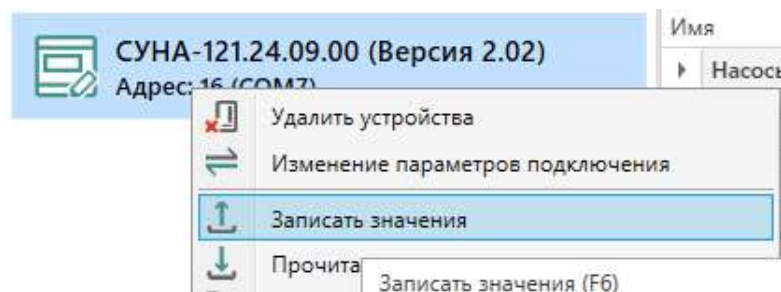 Имя
СУНА-121.24.09.00 (Версия 2.02)
Адрес: 16 (COM7)
Насосы
Удалить устройства
Изменение параметров подключения
Записать значения
Прочита
Записать значения (F6)